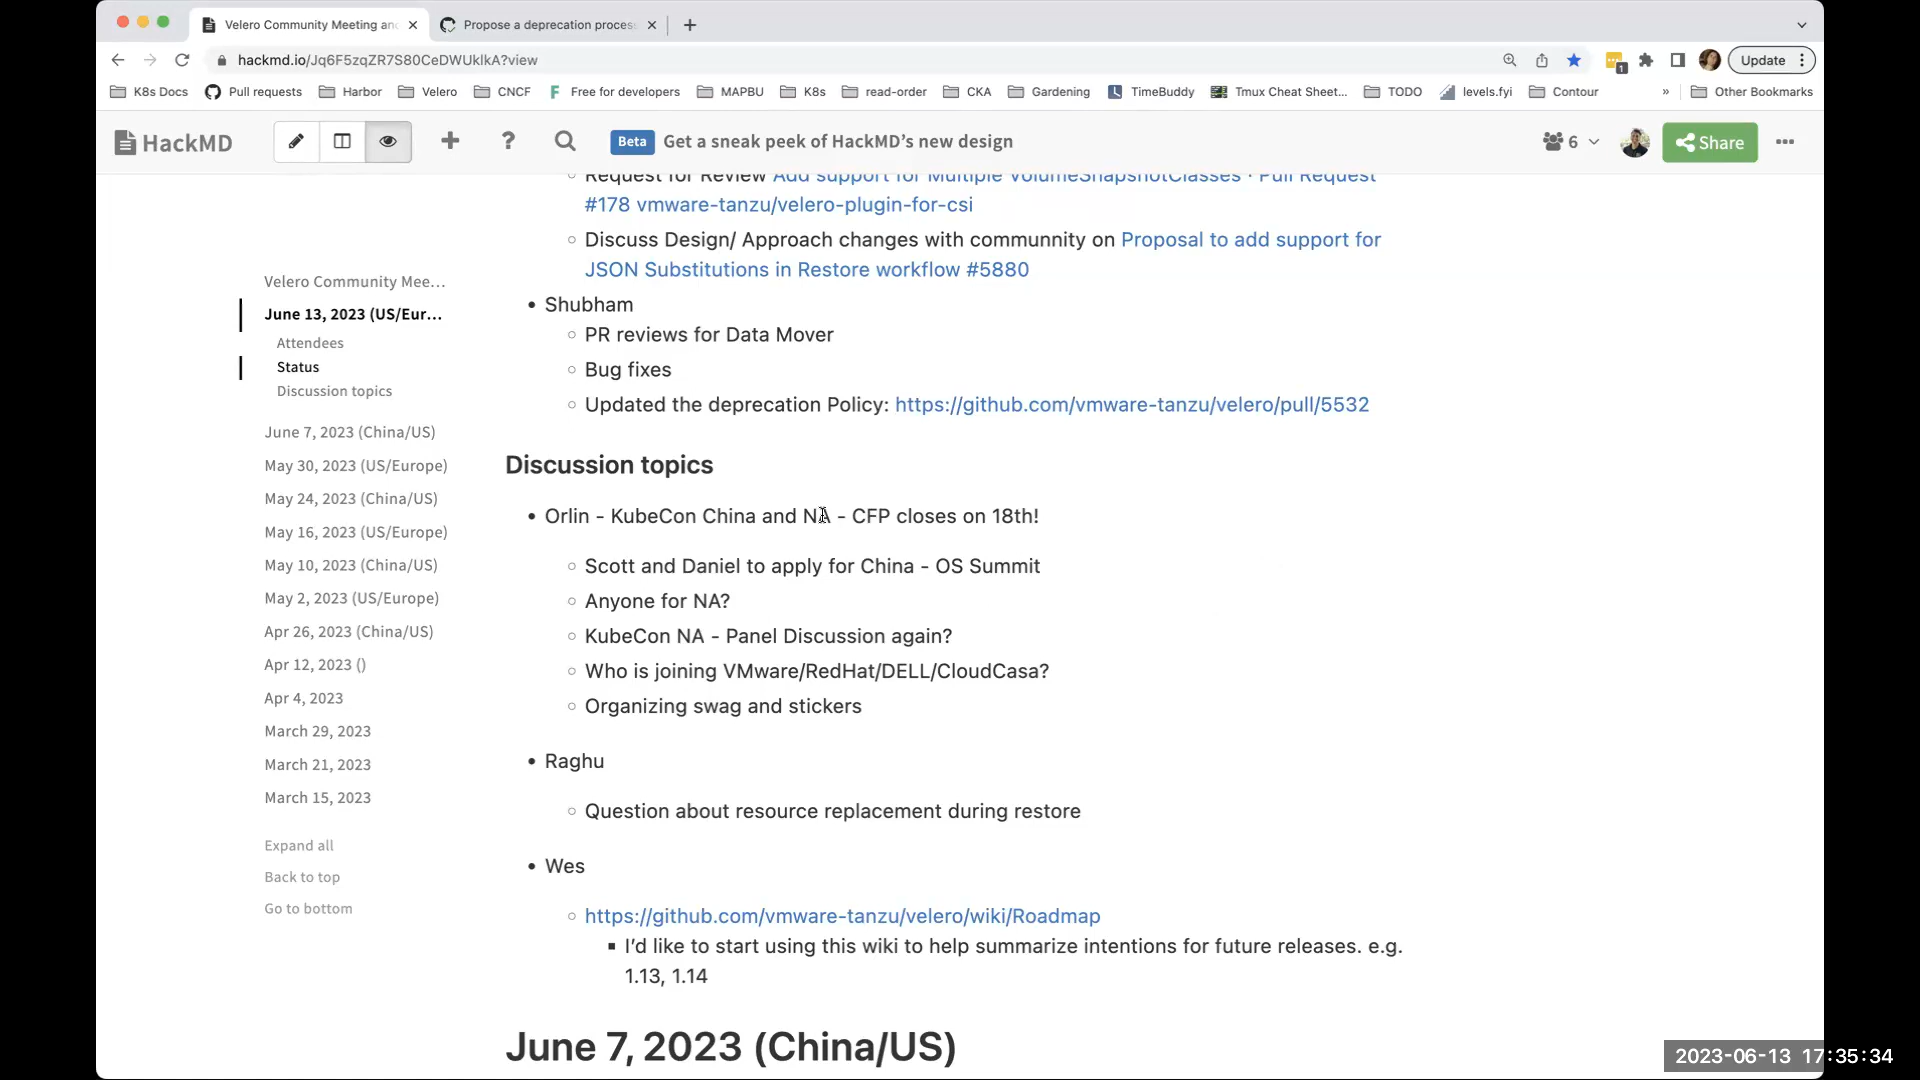 Velero Community Meeting an
Propose a deprecation proces
hackmd.io/Jq6F5zqZR7S80CeDWUklkA?view
1
Update
K8s Docs
Pull requests
Harbor
Velero
CNCF
Free for developers
MAPBU
K8s
read-order
CKA
Gardening
TimeBuddy
Tmux Cheat Sheet...
TODO
levels.fyi
Contour
»
Other Bookmarks
HackMD
Beta
Get a sneak peek of HackMD's new design
6
Share
Request for Review Add support for Multiple VolumeSnapshotClasses · Pull Request
#178 vmware-tanzu/velero-plugin-for-csi
Discuss Design/ Approach changes with communnity on Proposal to add support for
JSON Substitutions in Restore workflow #5880
Shubham
PR reviews for Data Mover
Bug fixes
Updated the deprecation Policy: https://github.com/vmware-tanzu/velero/pull/5532
Discussion topics
Orlin - KubeCon China and NA - CFP closes on 18th!
Scott and Daniel to apply for China - OS Summit
Anyone for NA?
KubeCon NA - Panel Discussion again?
Who is joining VMware/RedHat/DELL/CloudCasa?
Organizing swag and stickers
Raghu
Question about resource replacement during restore
Wes
https://github.com/vmware-tanzu/velero/wiki/Roadmap
I'd like to start using this wiki to help summarize intentions for future releases. e.g.
1.13, 1.14
June 7, 2023 (China/US)
Velero Community Mee...
June 13, 2023 (US/Eur...
Attendees
Status
Discussion topics
June 7, 2023 (China/US)
May 30, 2023 (US/Europe)
May 24, 2023 (China/US)
May 16, 2023 (US/Europe)
May 10, 2023 (China/US)
May 2, 2023 (US/Europe)
Apr 26, 2023 (China/US)
Apr 12, 2023 ()
Apr 4, 2023
March 29, 2023
March 21, 2023
March 15, 2023
Expand all
Back to top
Go to bottom
2023-06-13 17:35:34